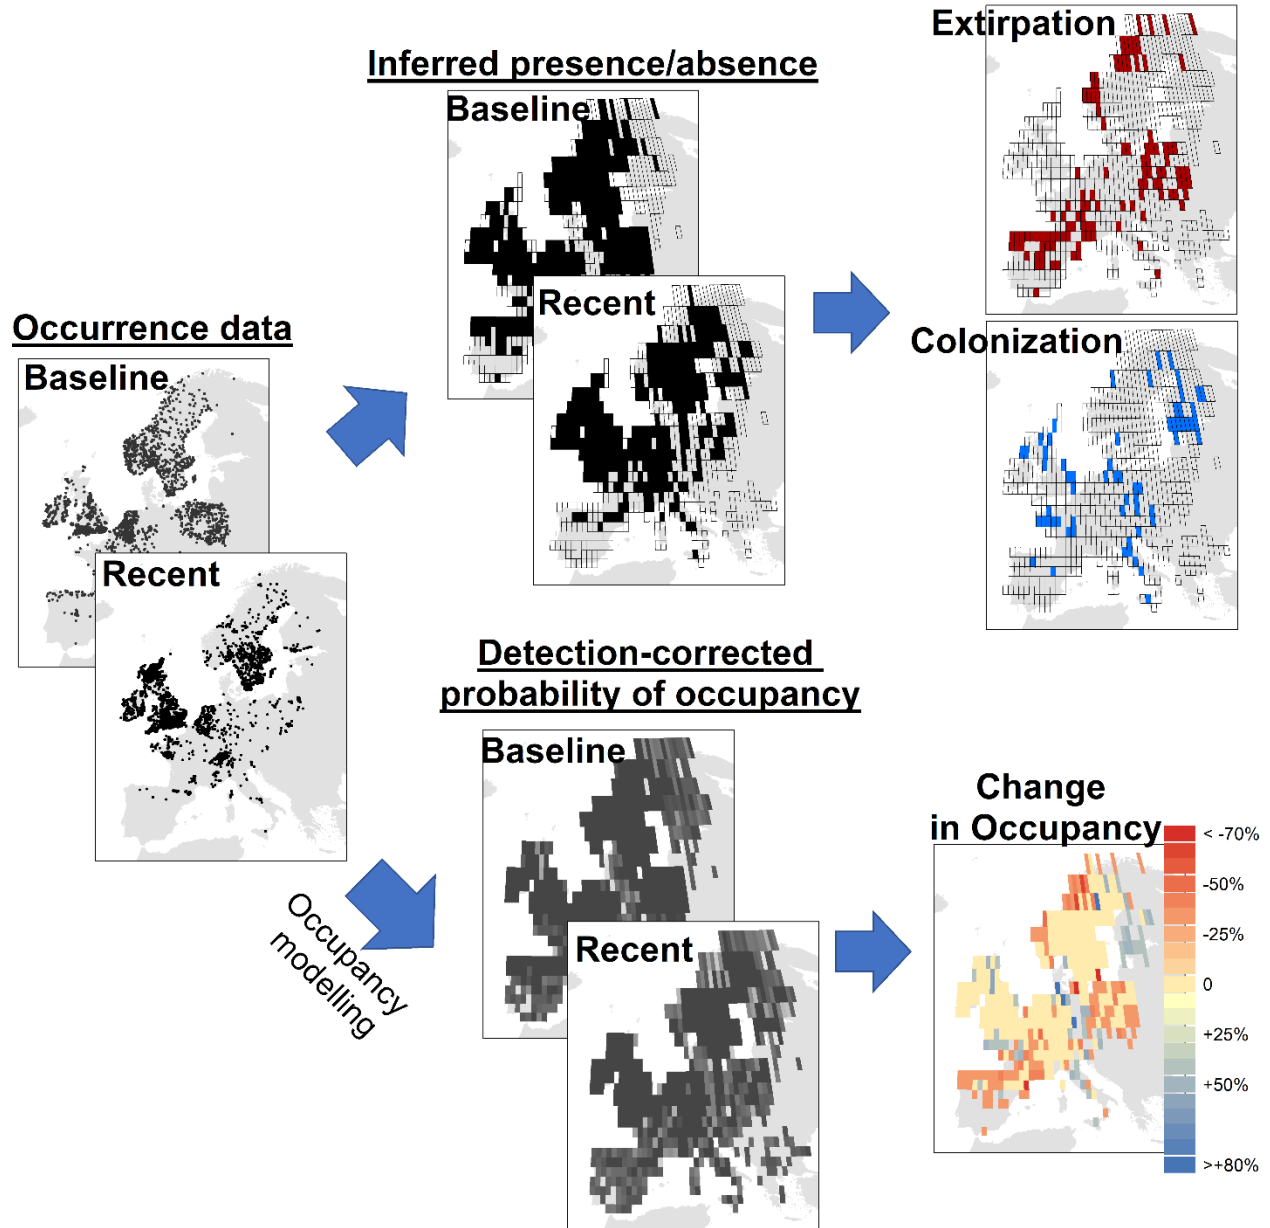 Occurrence data
Baseline
Recent
Inferred presence/absence
Baseline
Recent
Extirpation
Colonization
Occupancy
modelling
Detection-corrected
probability of occupancy
Baseline
Recent
Change
in Occupancy
< -70%
-50%
-25%
0
+25%
+50%
>+80%